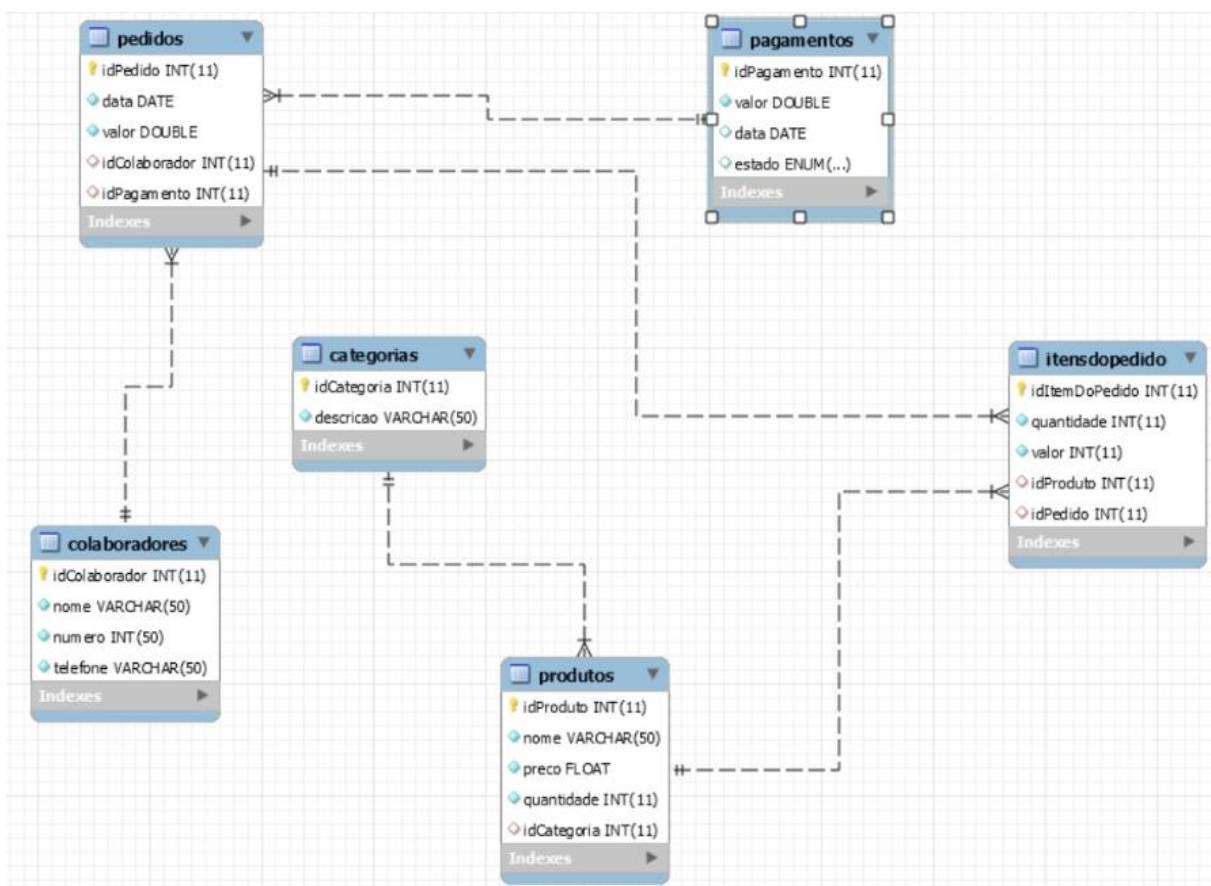 pedidos
idPedido INT(11)
data DATE
valor DOUBLE
idColaborador INT(11)
idPagamento INT(11)
Indexes
pagamentos
idPagamento INT(11)
valor DOUBLE
data DATE
estado ENUM(...)
Indexes
categorias
idCategoria INT(11)
descricao VARCHAR(50)
Indexes
itensdopedido
idItemDoPedido INT(11)
quantidade INT(11)
valor INT(11)
idProduto INT(11)
idPedido INT(11)
Indexes
colaboradores
idColaborador INT(11)
nome VARCHAR(50)
numero INT(50)
telefone VARCHAR(50)
Indexes
produtos
idProduto INT(11)
nome VARCHAR(50)
preco FLOAT
quantidade INT(11)
idCategoria INT(11)
Indexes